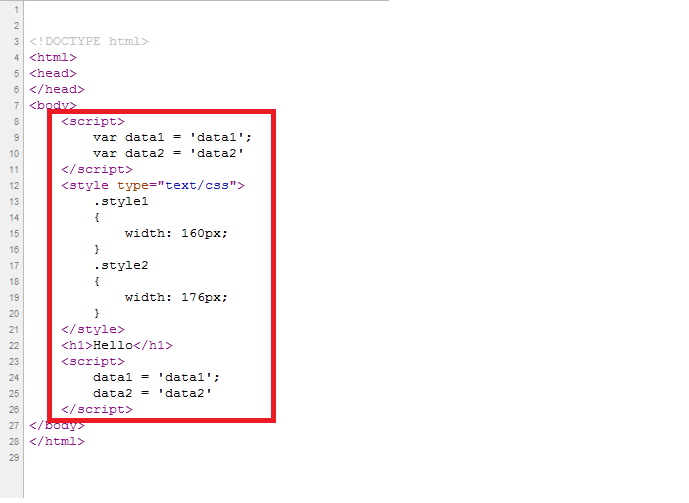 1
2
3 <!DOCTYPE html>
4 <html>
5 <head>
6 </head>
7 <body>
8     <script>
9         var data1 = 'data1';
10         var data2 = 'data2'
11     </script>
12     <style type="text/css">
13         .style1
14         {
15             width: 160px;
16         }
17         .style2
18         {
19             width: 176px;
20         }
21     </style>
22     <h1>Hello</h1>
23     <script>
24         data1 = 'data1';
25         data2 = 'data2'
26     </script>
27 </body>
28 </html>
29